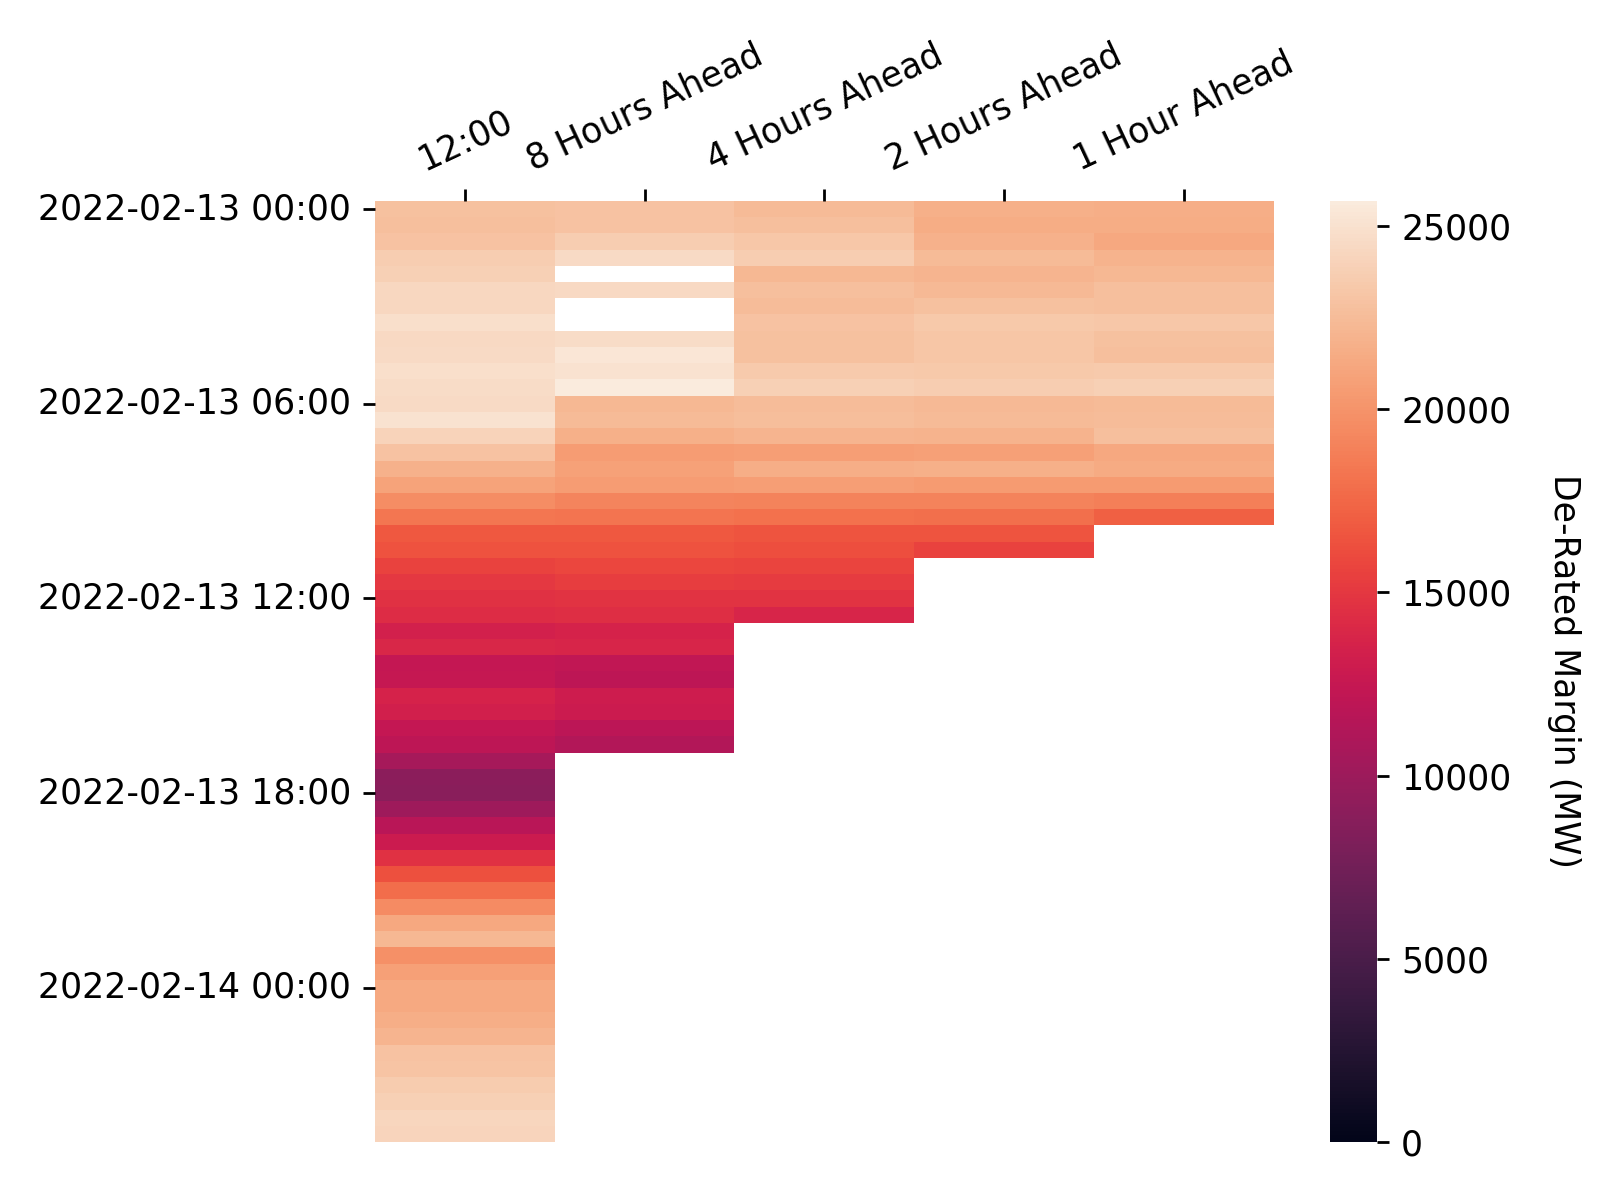 12:00
8 Hours Ahead
4 Hours Ahead
2 Hours Ahead
1 Hour Ahead
2022-02-13 00:00
2022-02-13 06:00
2022-02-13 12:00
2022-02-13 18:00
2022-02-14 00:00
25000
20000
15000
10000
5000
0
De-Rated Margin (MW)